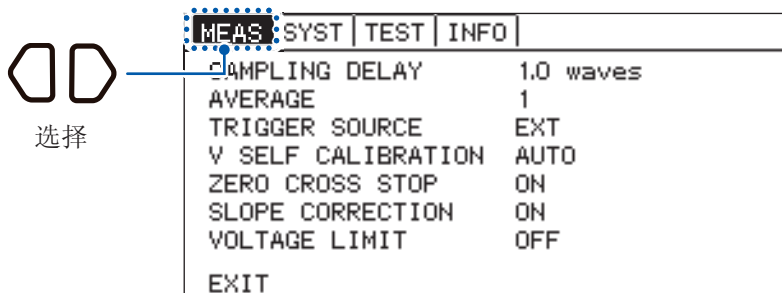 MEAS SYST TEST INFO
选择
SAMPLING DELAY 1.0 waves
AVERAGE 1
TRIGGER SOURCE EXT
V SELF CALIBRATION AUTO
ZERO CROSS STOP ON
SLOPE CORRECTION ON
VOLTAGE LIMIT OFF
EXIT